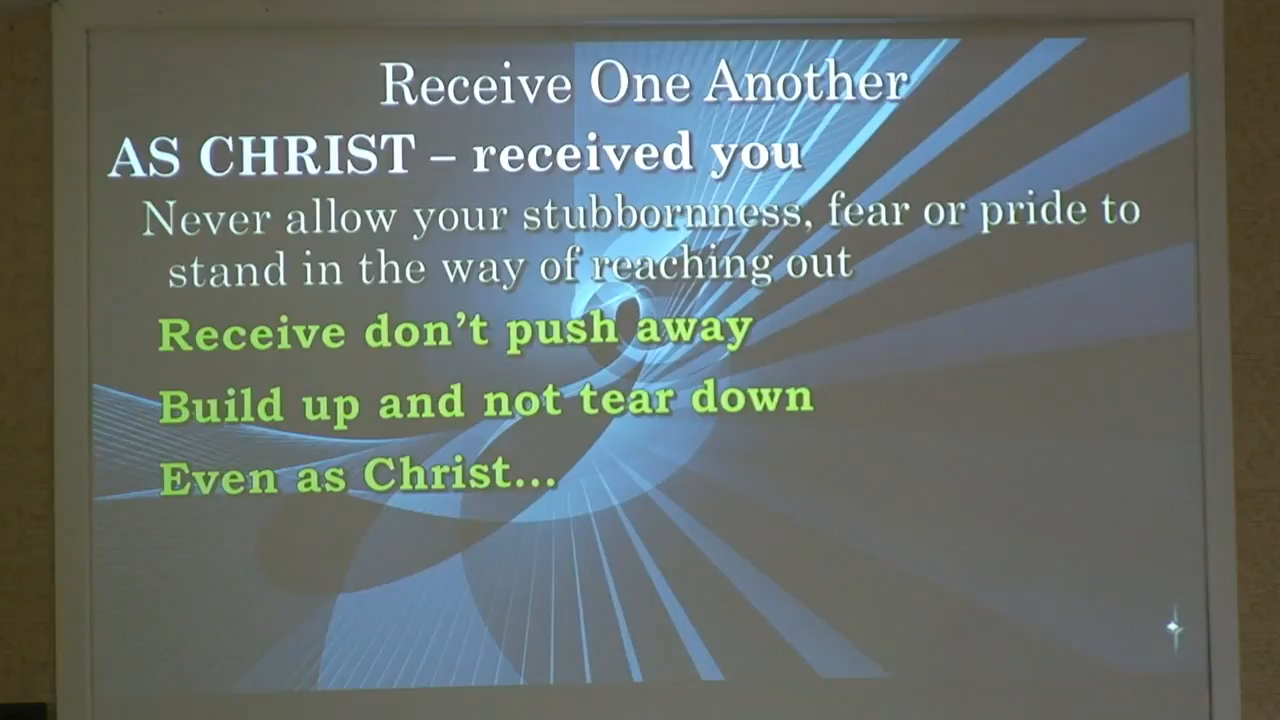 Receive One Another
AS CHRIST – received you
Never allow your stubbornness, fear or pride to
stand in the way of reaching out
Receive don’t push away
Build up and not tear down
Even as Christ…